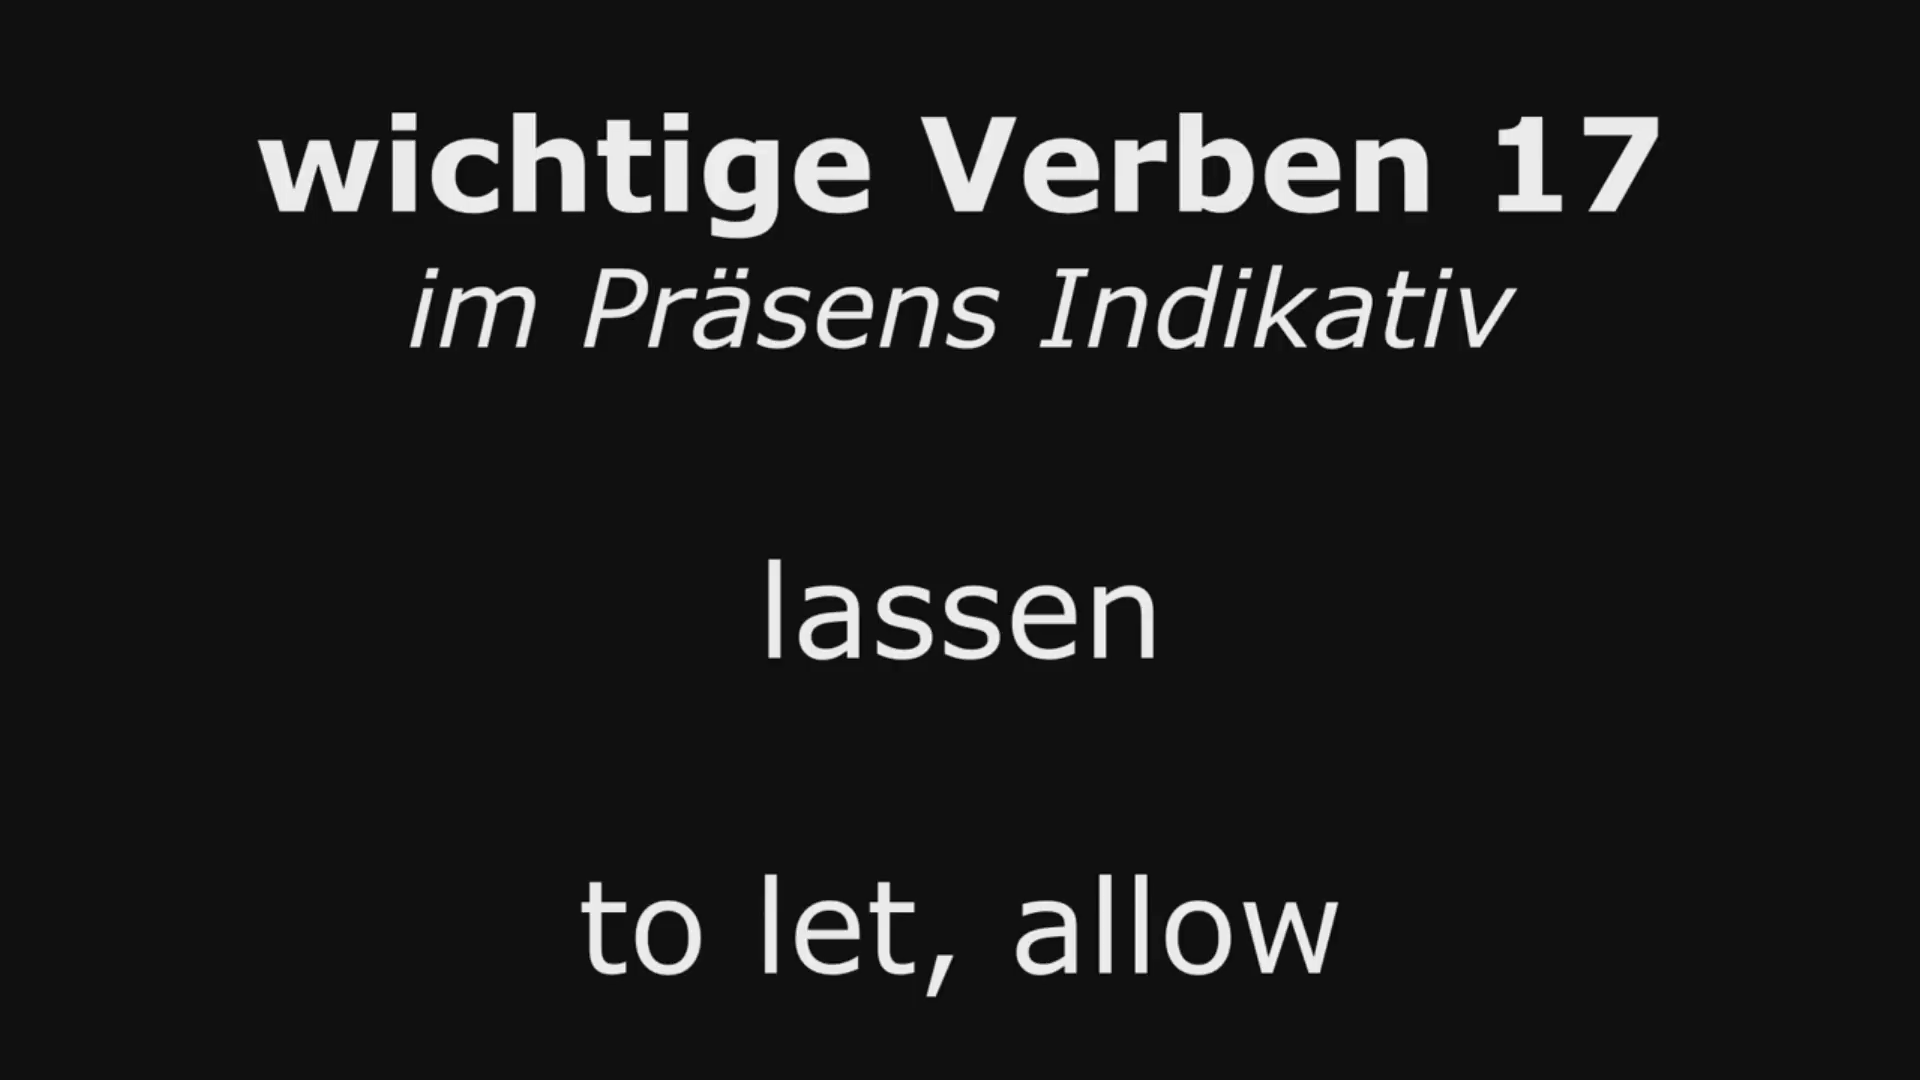 wichtige Verben 17
im Präsens Indikativ
lassen
to let, allow